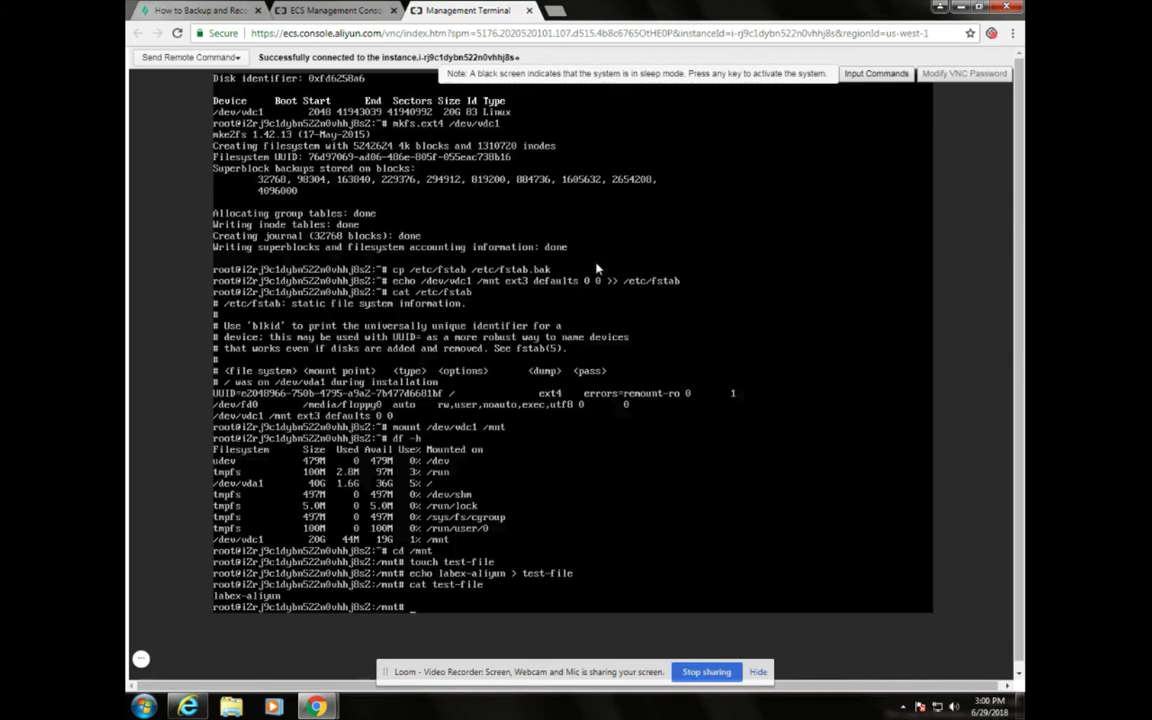 How to Backup and Reco
ECS Management Conso
Management Terminal
Secure
https://ecs.console.aliyun.com/vnc/index.htm?spm=5176.2020520101.107.d515.4b8c6765OtHE0P&instanceId=i-rj9c1dybn522n0vhhj8s&regionId=us-west-1
Send Remote Command
Successfully connected to the instance.i-rj9c1dybn522n0vhhj8s
Note: A black screen indicates that the system is in sleep mode. Press any key to activate the system.
Input Commands
Modify VNC Password
Disk identifier: 0xfd6258a6
Device Boot Start End Sectors Size Id Type
/dev/vdc1 2048 41943039 41940992 20G 83 Linux
root@iZrj9c1dybn522n0vhhj8sZ:~# mkfs.ext4 /dev/vdc1
mke2fs 1.42.13 (17-May-2015)
Creating filesystem with 5242624 4k blocks and 1310720 inodes
Filesystem UUID: 76d97069-ad06-486e-805f-055eac738b16
Superblock backups stored on blocks:
32768, 98304, 163840, 229376, 294912, 819200, 884736, 1605632, 2654208,
4096000
Allocating group tables: done
Writing inode tables: done
Creating journal (32768 blocks): done
Writing superblocks and filesystem accounting information: done
root@iZrj9c1dybn522n0vhhj8sZ:~# cp /etc/fstab /etc/fstab.bak
root@iZrj9c1dybn522n0vhhj8sZ:~# echo /dev/vdc1 /mnt ext3 defaults 0 0 >> /etc/fstab
root@iZrj9c1dybn522n0vhhj8sZ:~# cat /etc/fstab
# /etc/fstab: static file system information.
#
# Use 'blkid' to print the universally unique identifier for a
# device; this may be used with UUID= as a more robust way to name devices
# that works even if disks are added and removed. See fstab(5).
#
# <file system> <mount point> <type> <options> <dump> <pass>
# / was on /dev/vda1 during installation
UUID=e2048966-750b-4795-a9a2-7b477d6681bf / ext4 errors=remount-ro 0 1
/dev/fd0 /media/floppy0 auto rw,user,noauto,exec,utf8 0 0
/dev/vdc1 /mnt ext3 defaults 0 0
root@iZrj9c1dybn522n0vhhj8sZ:~# mount /dev/vdc1 /mnt
root@iZrj9c1dybn522n0vhhj8sZ:~# df -h
Filesystem Size Used Avail Use% Mounted on
udev 479M 0 479M 0% /dev
tmpfs 100M 2.8M 97M 3% /run
/dev/vda1 40G 1.6G 36G 5% /
tmpfs 497M 0 497M 0% /dev/shm
tmpfs 5.0M 0 5.0M 0% /run/lock
tmpfs 497M 0 497M 0% /sys/fs/cgroup
tmpfs 100M 0 100M 0% /run/user/0
/dev/vdc1 20G 44M 19G 1% /mnt
root@iZrj9c1dybn522n0vhhj8sZ:~# cd /mnt
root@iZrj9c1dybn522n0vhhj8sZ:/mnt# touch test-file
root@iZrj9c1dybn522n0vhhj8sZ:/mnt# echo labex-aliyun > test-file
root@iZrj9c1dybn522n0vhhj8sZ:/mnt# cat test-file
labex-aliyun
root@iZrj9c1dybn522n0vhhj8sZ:/mnt# _
Loom - Video Recorder: Screen, Webcam and Mic is sharing your screen.
Stop sharing
Hide
3:00 PM
6/29/2018